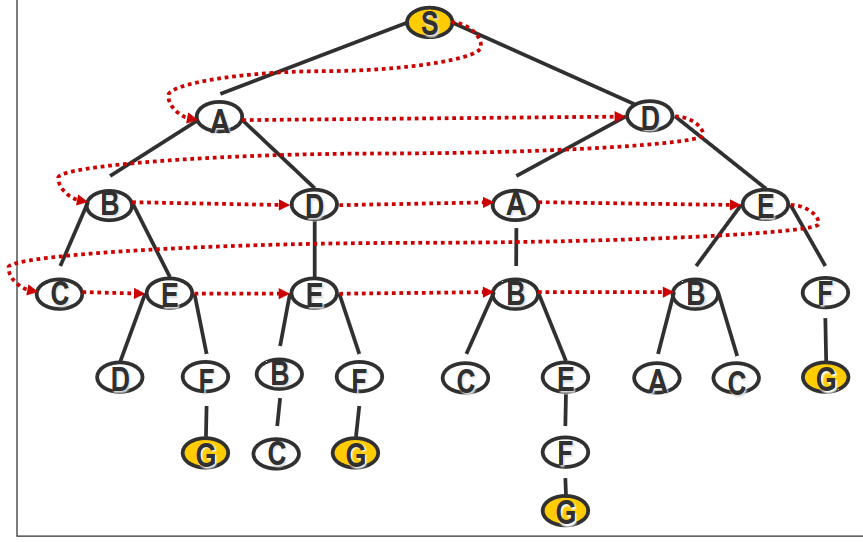 S
A D
B D A E
C E E B B F
D F B F C E A C G
G C G F
G